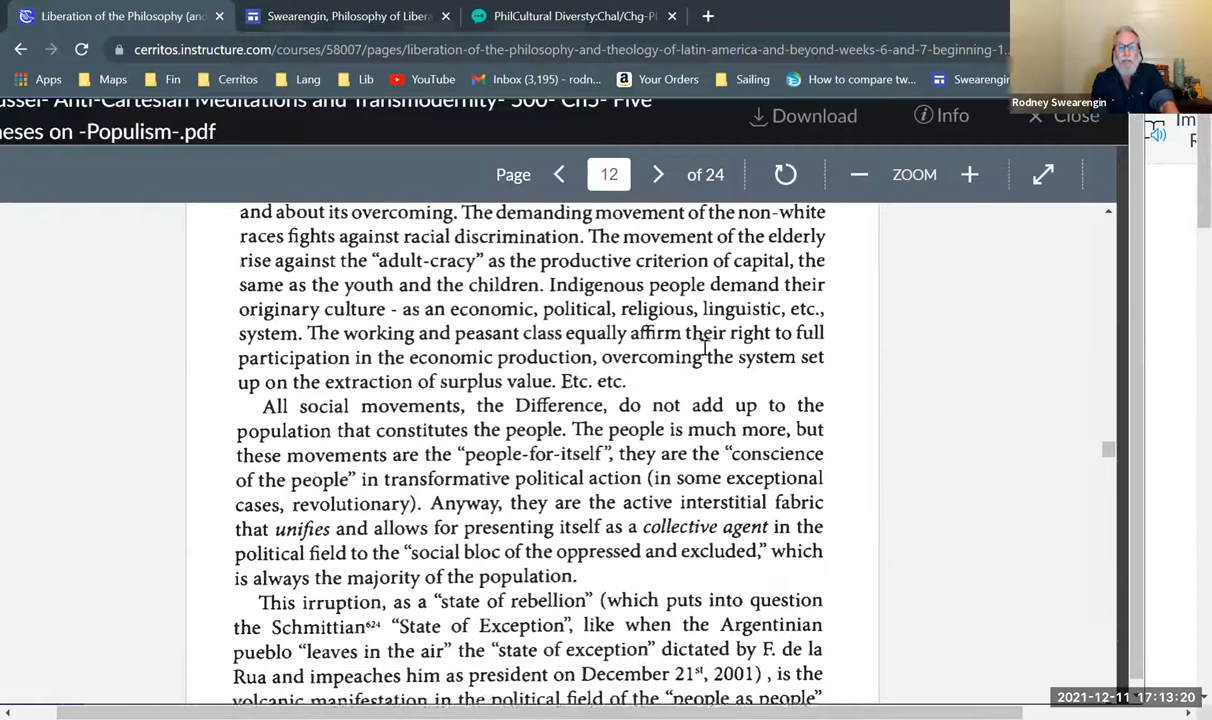 Liberation of the Philosophy (and
Swearengin, Philosophy of Libera
PhilCultural Diversty:Chal/Chg-P
cerritos.instructure.com/courses/58007/pages/liberation-of-the-philosophy-and-theology-of-latin-america-and-beyond-weeks-6-and-7-beginning-1...
Apps Maps Fin Cerritos Lang Lib YouTube Inbox (3,195) - rodn... Your Orders Sailing How to compare tw... Swearengin
Rodney Swearengin
ussel- Anti-Cartesian Meditations and Transmodernity- 300- Ch5- Five
heses on -Populism-.pdf
Download Info Close
Im
R
Page 12 of 24 ZOOM
and about its overcoming. The demanding movement of the non-white
races fights against racial discrimination. The movement of the elderly
rise against the “adult-cracy” as the productive criterion of capital, the
same as the youth and the children. Indigenous people demand their
originary culture - as an economic, political, religious, linguistic, etc.,
system. The working and peasant class equally affirm their right to full
participation in the economic production, overcoming the system set
up on the extraction of surplus value. Etc. etc.
All social movements, the Difference, do not add up to the
population that constitutes the people. The people is much more, but
these movements are the “people-for-itself”, they are the “conscience
of the people” in transformative political action (in some exceptional
cases, revolutionary). Anyway, they are the active interstitial fabric
that unifies and allows for presenting itself as a collective agent in the
political field to the “social bloc of the oppressed and excluded,” which
is always the majority of the population.
This irruption, as a “state of rebellion” (which puts into question
the Schmittian⁶²⁴ “State of Exception”, like when the Argentinian
pueblo “leaves in the air” the “state of exception” dictated by F. de la
Rua and impeaches him as president on December 21ˢᵗ, 2001) , is the
volcanic manifestation in the political field of the “people as people”
2021-12-11 17:13:20